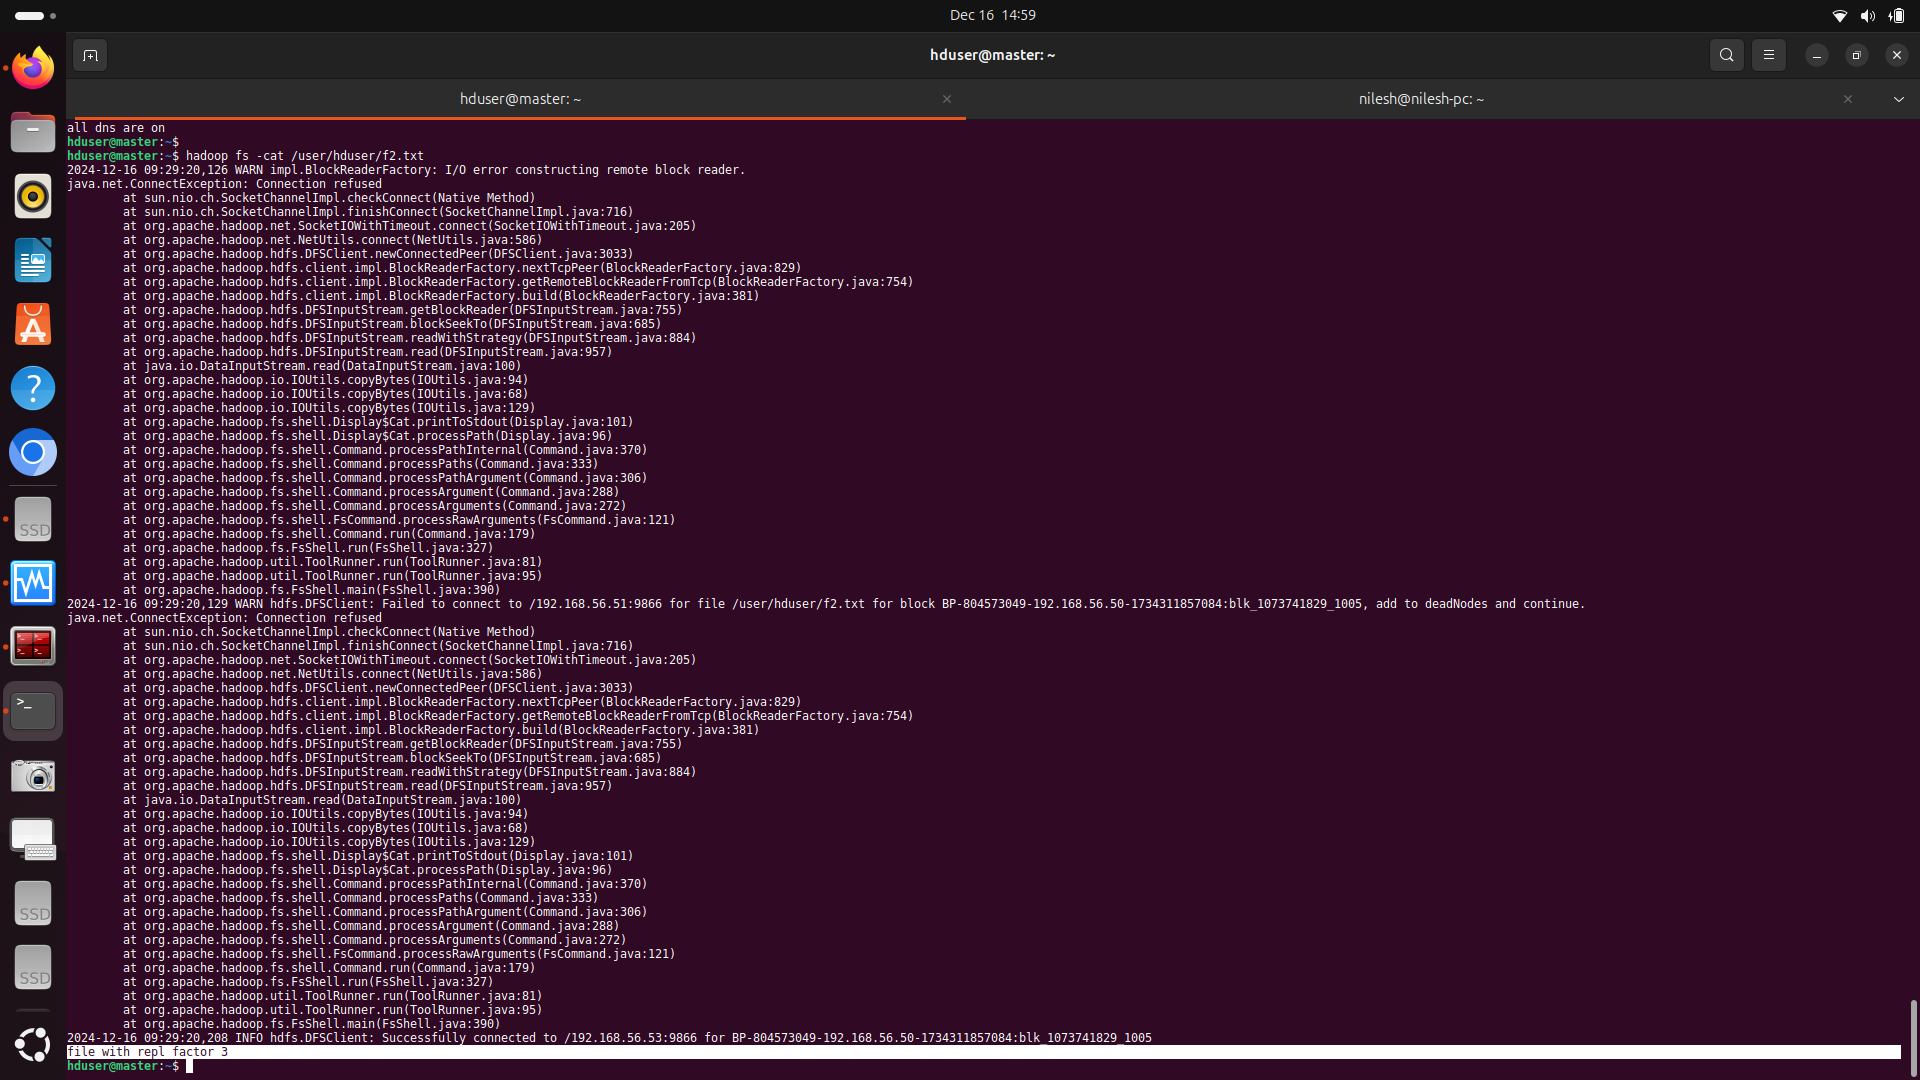 Dec 16 14:59
hduser@master: ~
hduser@master: ~
nilesh@nilesh-pc: ~
all dns are on
hduser@master:~$
hduser@master:~$ hadoop fs -cat /user/hduser/f2.txt
2024-12-16 09:29:20,126 WARN impl.BlockReaderFactory: I/O error constructing remote block reader.
java.net.ConnectException: Connection refused
at sun.nio.ch.SocketChannelImpl.checkConnect(Native Method)
at sun.nio.ch.SocketChannelImpl.finishConnect(SocketChannelImpl.java:716)
at org.apache.hadoop.net.SocketIOWithTimeout.connect(SocketIOWithTimeout.java:205)
at org.apache.hadoop.net.NetUtils.connect(NetUtils.java:586)
at org.apache.hadoop.hdfs.DFSClient.newConnectedPeer(DFSClient.java:3033)
at org.apache.hadoop.hdfs.client.impl.BlockReaderFactory.nextTcpPeer(BlockReaderFactory.java:829)
at org.apache.hadoop.hdfs.client.impl.BlockReaderFactory.getRemoteBlockReaderFromTcp(BlockReaderFactory.java:754)
at org.apache.hadoop.hdfs.client.impl.BlockReaderFactory.build(BlockReaderFactory.java:381)
at org.apache.hadoop.hdfs.DFSInputStream.getBlockReader(DFSInputStream.java:755)
at org.apache.hadoop.hdfs.DFSInputStream.blockSeekTo(DFSInputStream.java:685)
at org.apache.hadoop.hdfs.DFSInputStream.readWithStrategy(DFSInputStream.java:884)
at org.apache.hadoop.hdfs.DFSInputStream.read(DFSInputStream.java:957)
at java.io.DataInputStream.read(DataInputStream.java:100)
at org.apache.hadoop.io.IOUtils.copyBytes(IOUtils.java:94)
at org.apache.hadoop.io.IOUtils.copyBytes(IOUtils.java:68)
at org.apache.hadoop.io.IOUtils.copyBytes(IOUtils.java:129)
at org.apache.hadoop.fs.shell.Display$Cat.printToStdout(Display.java:101)
at org.apache.hadoop.fs.shell.Display$Cat.processPath(Display.java:96)
at org.apache.hadoop.fs.shell.Command.processPathInternal(Command.java:370)
at org.apache.hadoop.fs.shell.Command.processPaths(Command.java:333)
at org.apache.hadoop.fs.shell.Command.processPathArgument(Command.java:306)
at org.apache.hadoop.fs.shell.Command.processArgument(Command.java:288)
at org.apache.hadoop.fs.shell.Command.processArguments(Command.java:272)
at org.apache.hadoop.fs.shell.FsCommand.processRawArguments(FsCommand.java:121)
at org.apache.hadoop.fs.shell.Command.run(Command.java:179)
at org.apache.hadoop.fs.FsShell.run(FsShell.java:327)
at org.apache.hadoop.util.ToolRunner.run(ToolRunner.java:81)
at org.apache.hadoop.util.ToolRunner.run(ToolRunner.java:95)
at org.apache.hadoop.fs.FsShell.main(FsShell.java:390)
2024-12-16 09:29:20,129 WARN hdfs.DFSClient: Failed to connect to /192.168.56.51:9866 for file /user/hduser/f2.txt for block BP-804573049-192.168.56.50-1734311857084:blk_1073741829_1005, add to deadNodes and continue.
java.net.ConnectException: Connection refused
at sun.nio.ch.SocketChannelImpl.checkConnect(Native Method)
at sun.nio.ch.SocketChannelImpl.finishConnect(SocketChannelImpl.java:716)
at org.apache.hadoop.net.SocketIOWithTimeout.connect(SocketIOWithTimeout.java:205)
at org.apache.hadoop.net.NetUtils.connect(NetUtils.java:586)
at org.apache.hadoop.hdfs.DFSClient.newConnectedPeer(DFSClient.java:3033)
at org.apache.hadoop.hdfs.client.impl.BlockReaderFactory.nextTcpPeer(BlockReaderFactory.java:829)
at org.apache.hadoop.hdfs.client.impl.BlockReaderFactory.getRemoteBlockReaderFromTcp(BlockReaderFactory.java:754)
at org.apache.hadoop.hdfs.client.impl.BlockReaderFactory.build(BlockReaderFactory.java:381)
at org.apache.hadoop.hdfs.DFSInputStream.getBlockReader(DFSInputStream.java:755)
at org.apache.hadoop.hdfs.DFSInputStream.blockSeekTo(DFSInputStream.java:685)
at org.apache.hadoop.hdfs.DFSInputStream.readWithStrategy(DFSInputStream.java:884)
at org.apache.hadoop.hdfs.DFSInputStream.read(DFSInputStream.java:957)
at java.io.DataInputStream.read(DataInputStream.java:100)
at org.apache.hadoop.io.IOUtils.copyBytes(IOUtils.java:94)
at org.apache.hadoop.io.IOUtils.copyBytes(IOUtils.java:68)
at org.apache.hadoop.io.IOUtils.copyBytes(IOUtils.java:129)
at org.apache.hadoop.fs.shell.Display$Cat.printToStdout(Display.java:101)
at org.apache.hadoop.fs.shell.Display$Cat.processPath(Display.java:96)
at org.apache.hadoop.fs.shell.Command.processPathInternal(Command.java:370)
at org.apache.hadoop.fs.shell.Command.processPaths(Command.java:333)
at org.apache.hadoop.fs.shell.Command.processPathArgument(Command.java:306)
at org.apache.hadoop.fs.shell.Command.processArgument(Command.java:288)
at org.apache.hadoop.fs.shell.Command.processArguments(Command.java:272)
at org.apache.hadoop.fs.shell.FsCommand.processRawArguments(FsCommand.java:121)
at org.apache.hadoop.fs.shell.Command.run(Command.java:179)
at org.apache.hadoop.fs.FsShell.run(FsShell.java:327)
at org.apache.hadoop.util.ToolRunner.run(ToolRunner.java:81)
at org.apache.hadoop.util.ToolRunner.run(ToolRunner.java:95)
at org.apache.hadoop.fs.FsShell.main(FsShell.java:390)
2024-12-16 09:29:20,208 INFO hdfs.DFSClient: Successfully connected to /192.168.56.53:9866 for BP-804573049-192.168.56.50-1734311857084:blk_1073741829_1005
file with repl factor 3
hduser@master:~$
SSD
SSD
SSD